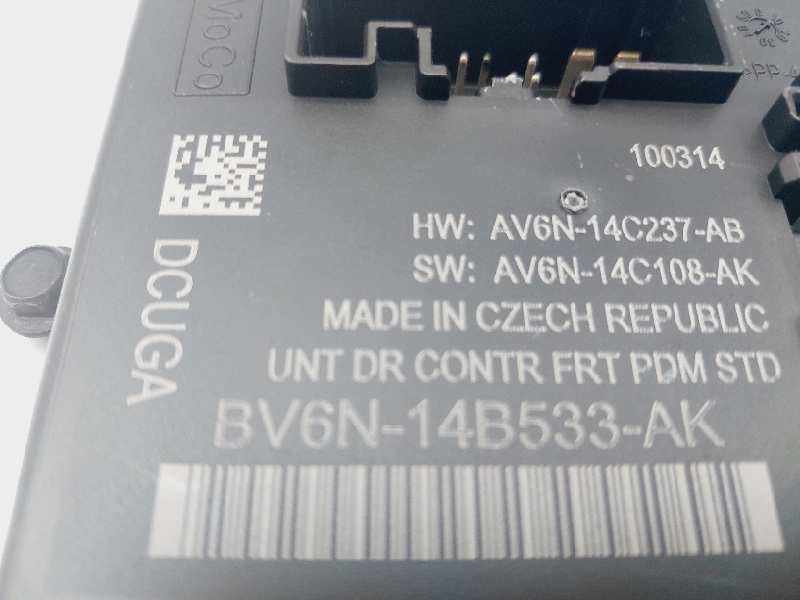 MoCo
100314
HW: AV6N-14C237-AB
SW: AV6N-14C108-AK
MADE IN CZECH REPUBLIC
UNT DR CONTR FRT PDM STD
DCUGA
BV6N-14B533-AK